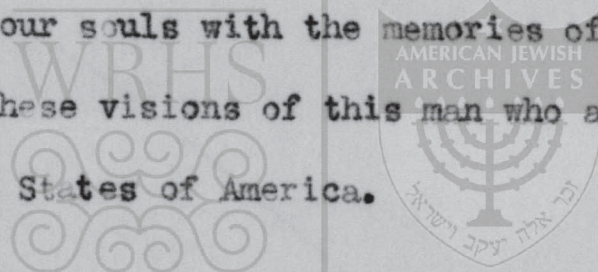 our souls with the memories of
WRHS
AMERICAN JEWISH
ARCHIVES
hese visions of this man who a
States of America.
זכר אלה יעקב וישראל